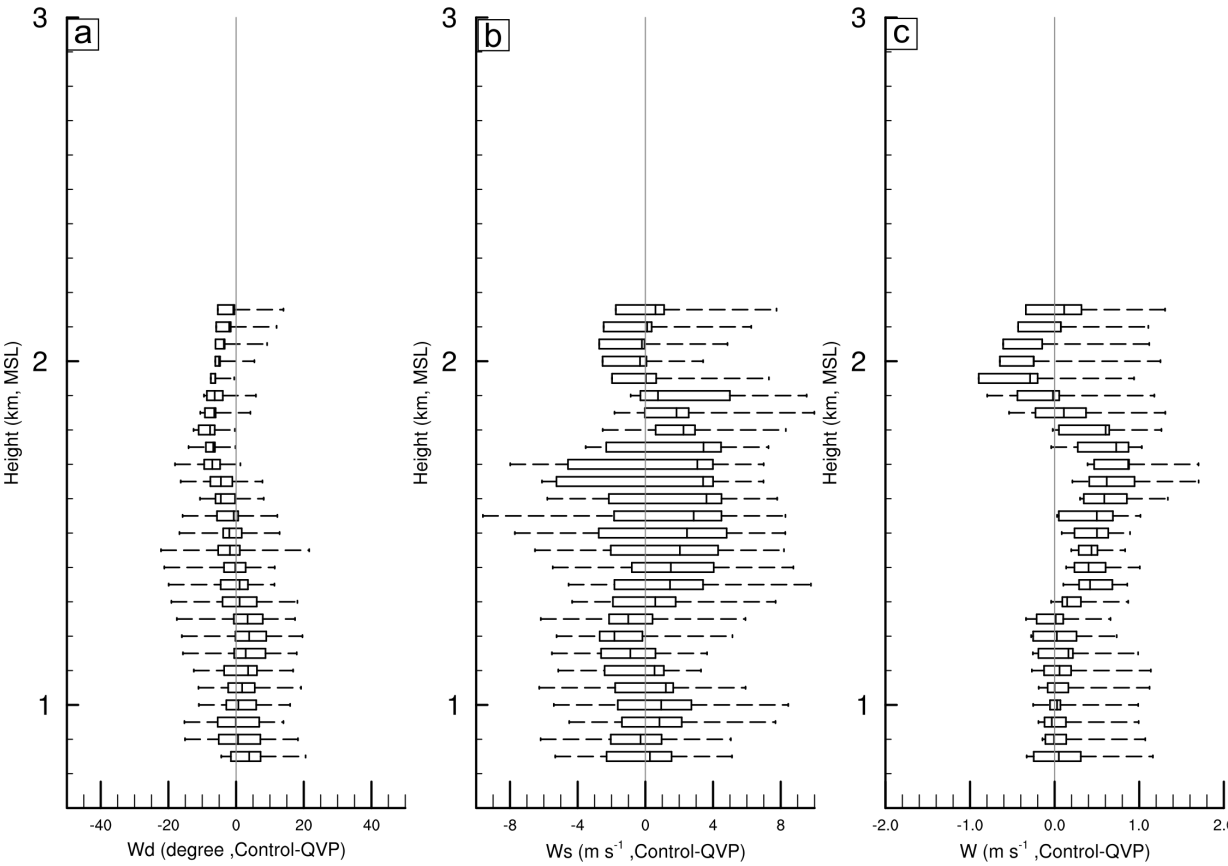 a
b
c
3
2
1
Height (km, MSL)
-40 -20 0 20 40
Wd (degree ,Control-QVP)
3
2
1
Height (km, MSL)
-8 -4 0 4 8
Ws (m s⁻¹ ,Control-QVP)
3
2
1
Height (km, MSL)
-2.0 -1.0 0.0 1.0 2.0
W (m s⁻¹ ,Control-QVP)